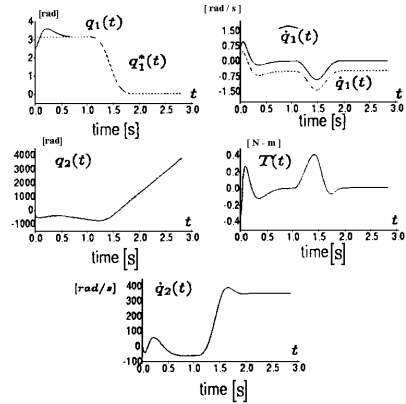 [rad]
q₁(t)
4
3
2
1
0
q₁*(t)
t
0.0 0.5 1.0 1.5 2.0 2.5 3.0
time [s]
[ rad / s ]
1.50
0.75
0.00
-1.50
q̇₁(t)
q̇₁(t)
t
0.0 0.5 1.0 1.5 2.0 2.5 3.0
time [s]
[rad]
4000
3000
2000
1000
0
-1000
q₂(t)
t
0.0 0.5 1.0 1.5 2.0 2.5 3.0
time [s]
[ N - m ]
0.4
0.2
0.0
-0.2
-0.4
T(t)
t
0.0 0.5 1.0 1.5 2.0 2.5 3.0
time [s]
[rad/s]
400
300
200
100
0
-100
q̇₂(t)
t
0.0 0.5 1.0 1.5 2.0 2.5 3.0
time [s]